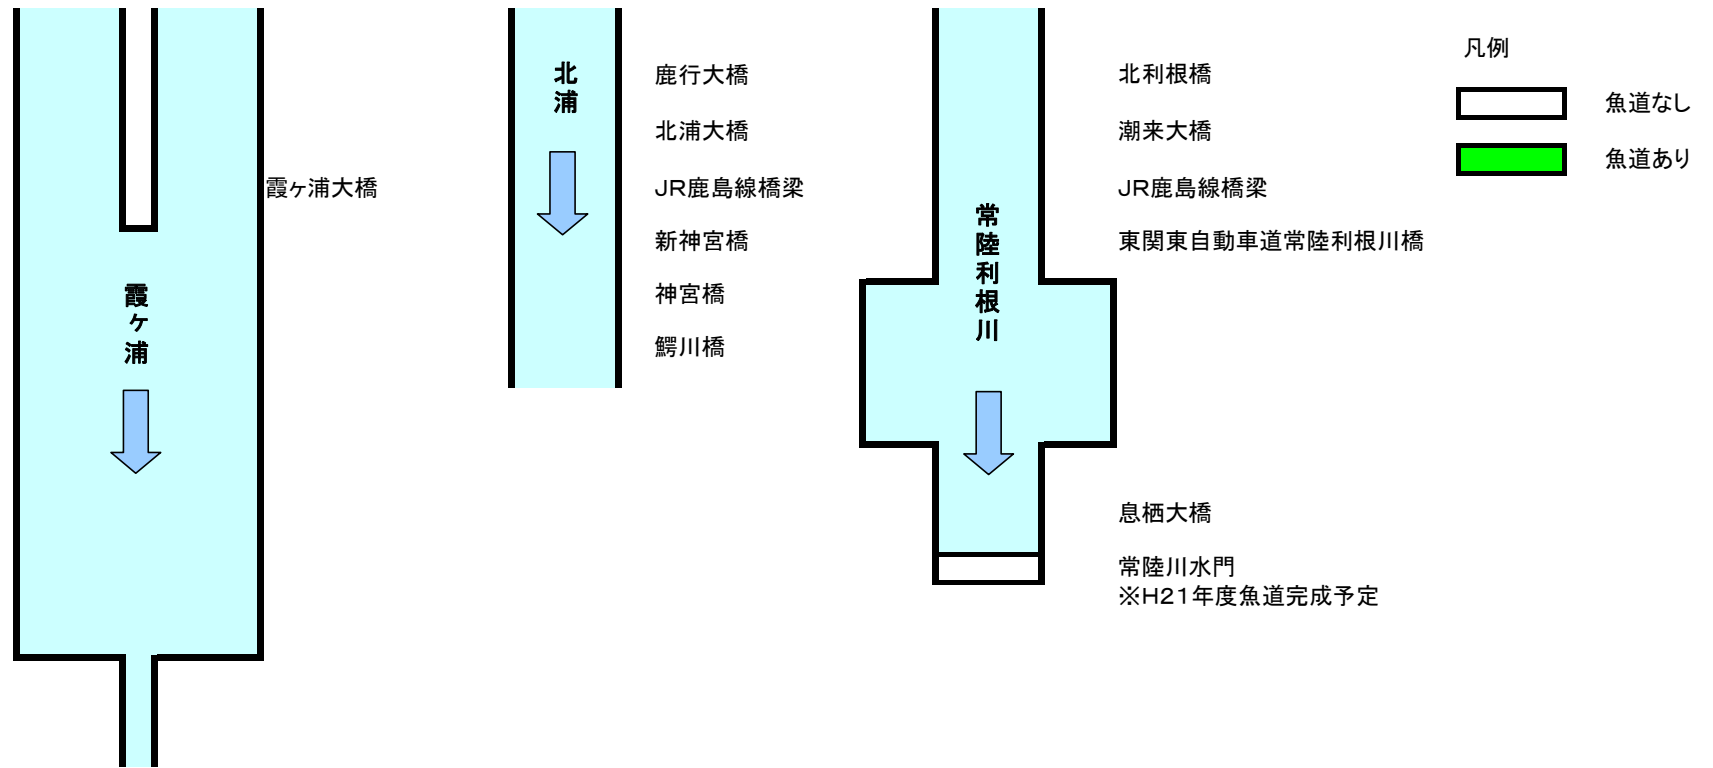 霞ヶ浦大橋
霞ヶ浦
北浦
鹿行大橋
北浦大橋
JR鹿島線橋梁
新神宮橋
神宮橋
鰐川橋
常陸利根川
北利根橋
潮来大橋
JR鹿島線橋梁
東関東自動車道常陸利根川橋
息栖大橋
常陸川水門
※H21年度魚道完成予定
凡例
魚道なし
魚道あり